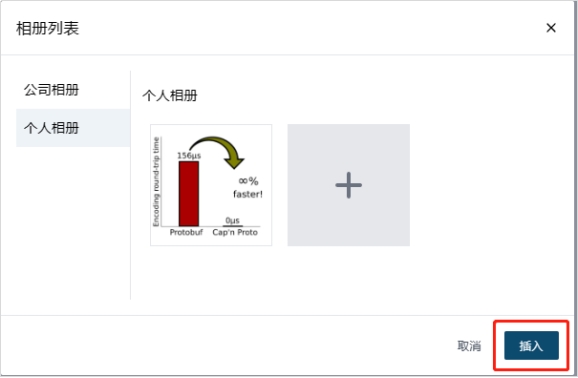 相册列表
公司相册
个人相册
个人相册
Encoding round-trip time
156μs
∞%
faster!
0μs
Protobuf
Cap'n Proto
取消
插入